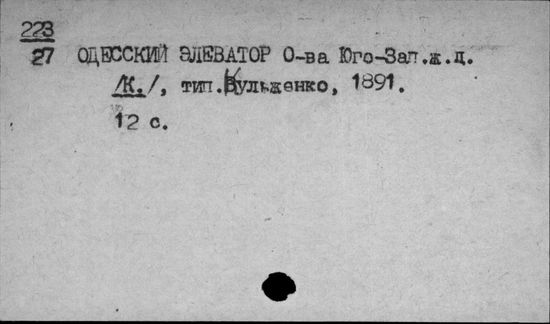 223
27 ОДЕССКИЙ ЭЛЕВАТОР О-ва Юго-Зап.ж.д.
/К./, тип.Кульженко, 1891.
12 с.